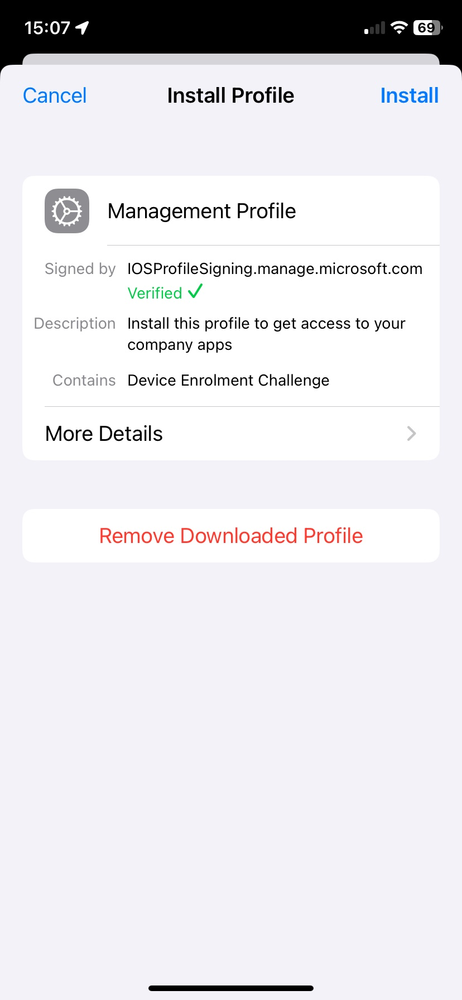 15:07
69
Cancel
Install Profile
Install
Management Profile
Signed by
IOSProfileSigning.manage.microsoft.com
Verified
Description
Install this profile to get access to your
company apps
Contains
Device Enrolment Challenge
More Details
Remove Downloaded Profile